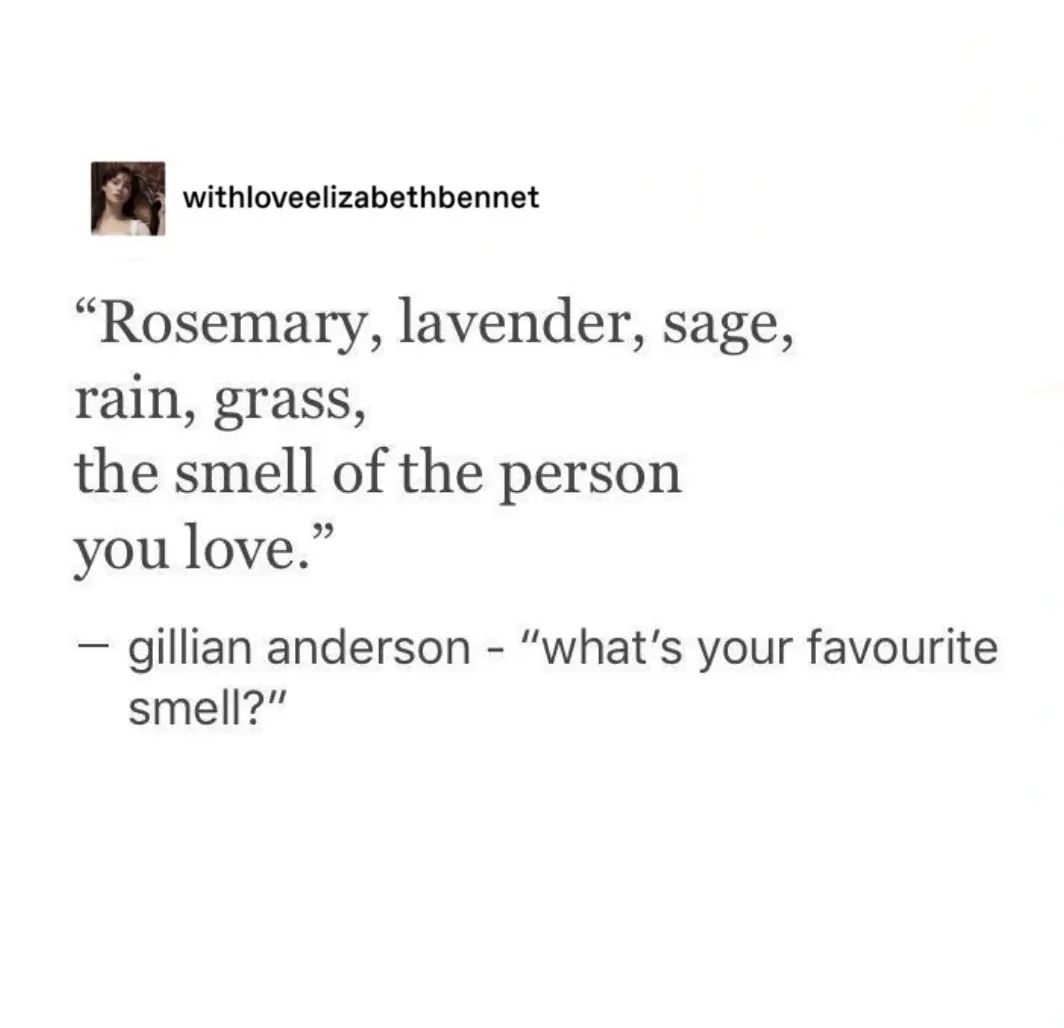 withloveelizabethbennet
“Rosemary, lavender, sage,
rain, grass,
the smell of the person
you love.”
— gillian anderson - “what’s your favourite
smell?”